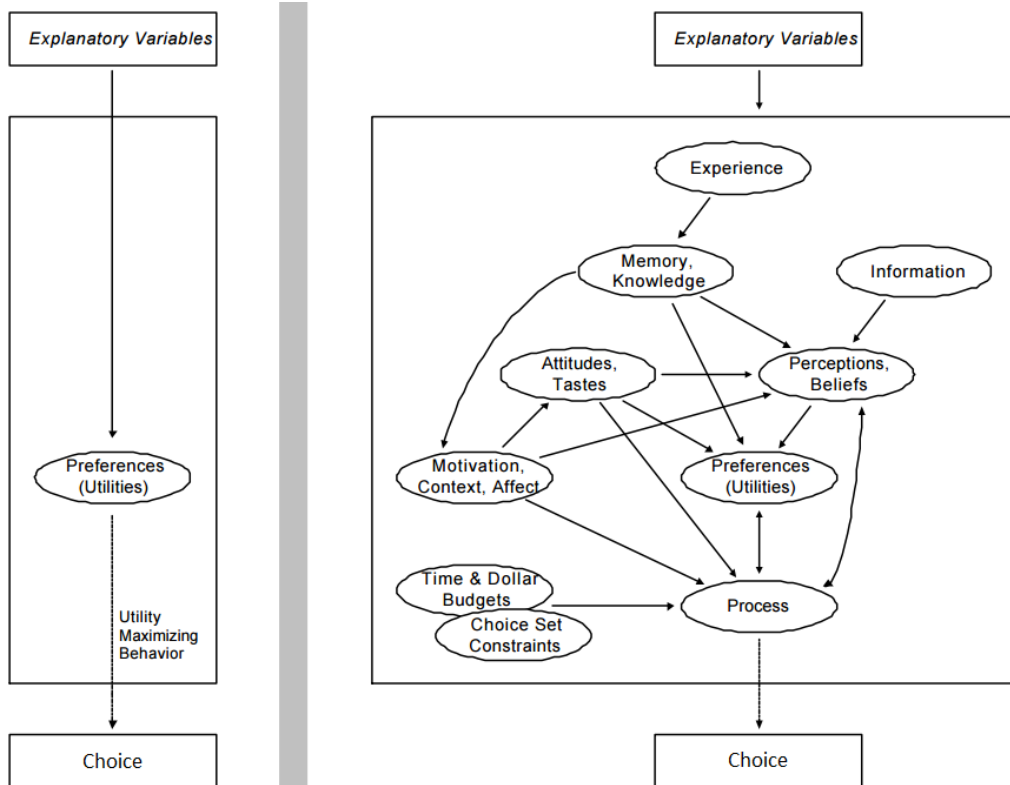 Explanatory Variables
Preferences
(Utilities)
Utility
Maximizing
Behavior
Choice
Explanatory Variables
Experience
Memory,
Knowledge
Information
Attitudes,
Tastes
Perceptions,
Beliefs
Motivation,
Context, Affect
Preferences
(Utilities)
Time & Dollar
Budgets
Choice Set
Constraints
Process
Choice